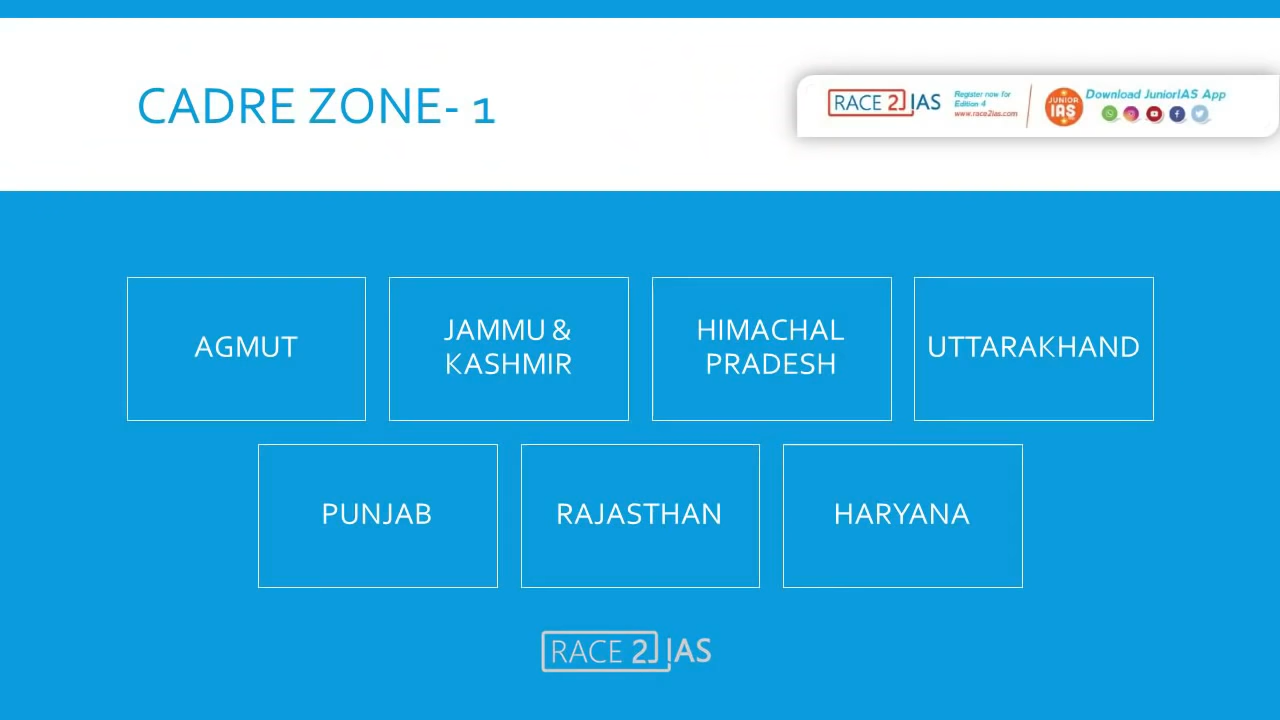 CADRE ZONE- 1
RACE 2 IAS
Register now for
Edition 4
www.race2ias.com
JUNIOR
IAS
Download JuniorIAS App
AGMUT
JAMMU &
KASHMIR
HIMACHAL
PRADESH
UTTARAKHAND
PUNJAB
RAJASTHAN
HARYANA
RACE 2 IAS